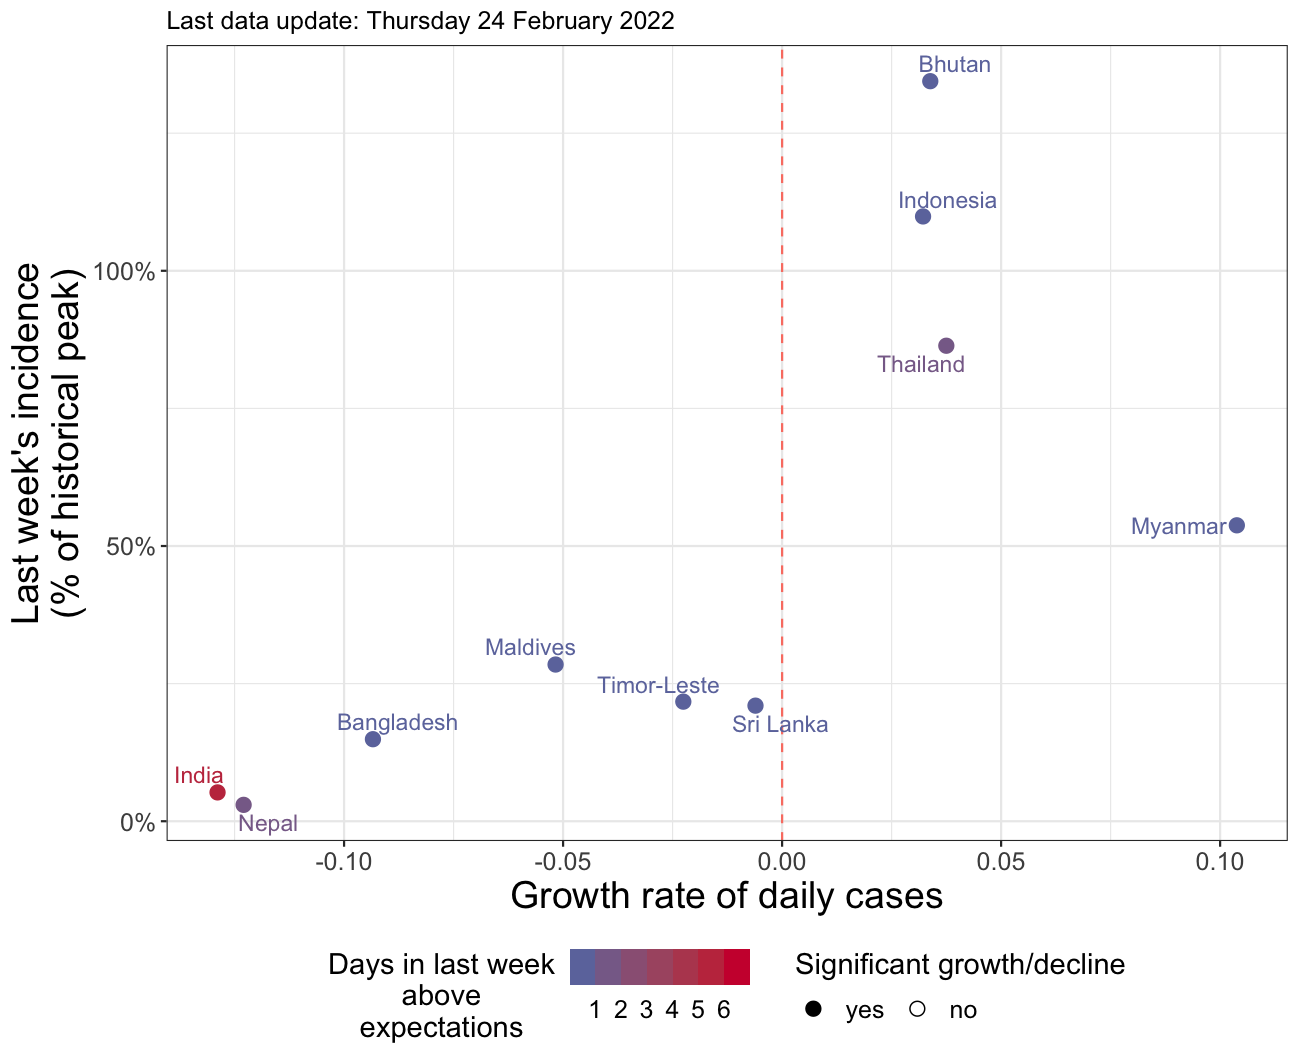 Last data update: Thursday 24 February 2022
Bhutan
Indonesia
100%
Thailand
Myanmar
50%
Maldives
Timor-Leste
Sri Lanka
Bangladesh
India
Nepal
0%
Last week's incidence
(% of historical peak)
-0.10
-0.05
0.00
0.05
0.10
Growth rate of daily cases
Days in last week
above
expectations
1 2 3 4 5 6
Significant growth/decline
yes no